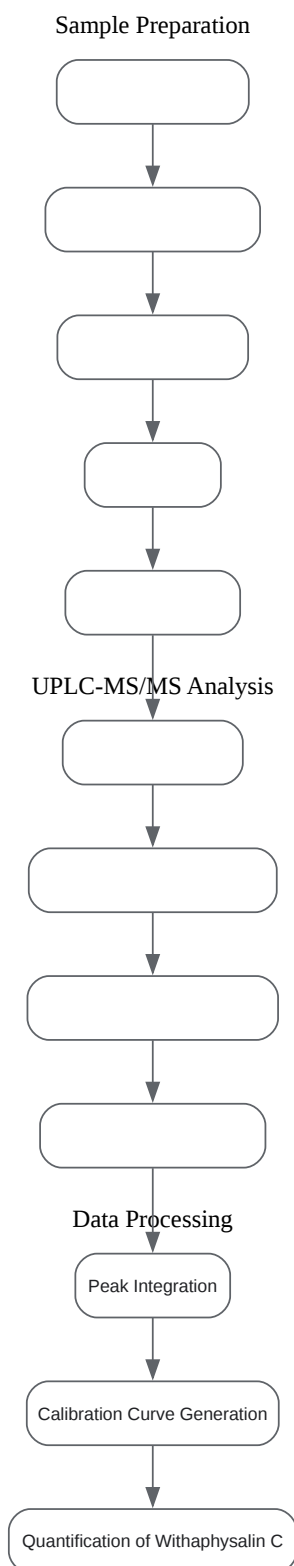 Sample Preparation
UPLC-MS/MS Analysis
Data Processing
Peak Integration
Calibration Curve Generation
Quantification of Withaphysalin C